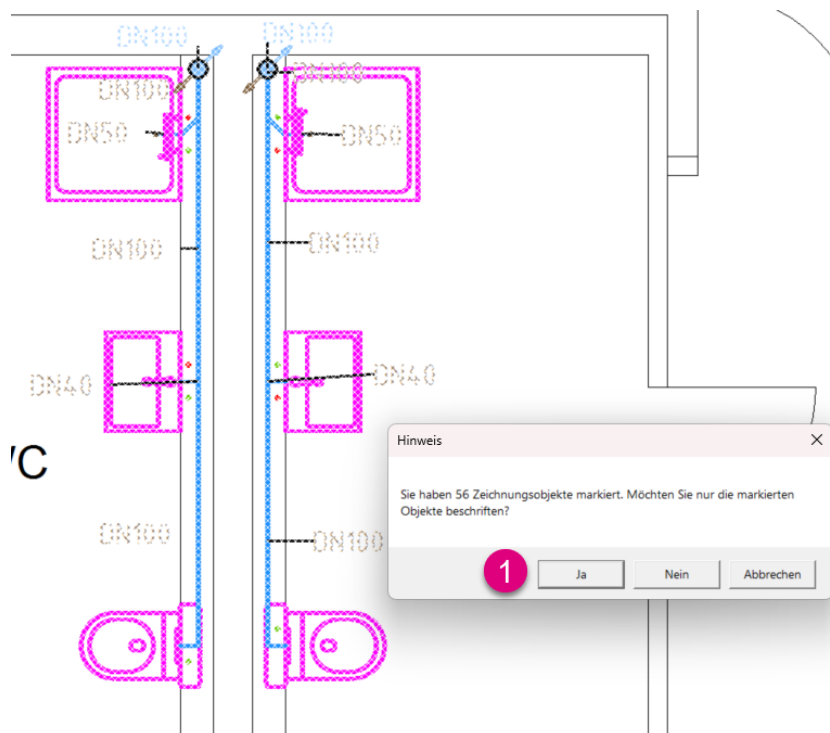 DN100 DN100
DN100 DN100
DN50 DN50
DN100 DN100
DN40 DN40
/C
Hinweis
Sie haben 56 Zeichnungsobjekte markiert. Möchten Sie nur die markierten
Objekte beschriften?
DN100 DN100
1 Ja Nein Abbrechen